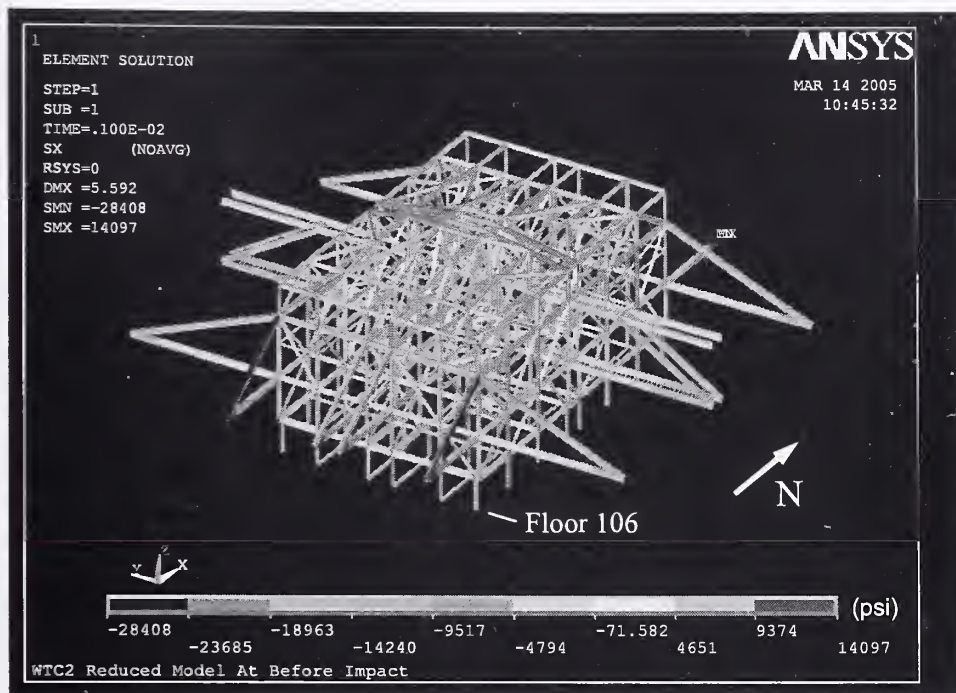 1
ELEMENT SOLUTION
STEP=1
SUB =1
TIME=.100E-02
SX (NOAVG)
RSYS=0
DMX =5.592
SMN =-28408
SMX =14097
ANSYS
MAR 14 2005
10:45:32
N
Floor 106
Z
Y X
(psi)
-28408 -18963 -9517 -71.582 9374
-23685 -14240 -4794 4651 14097
WTC2 Reduced Model At Before Impact